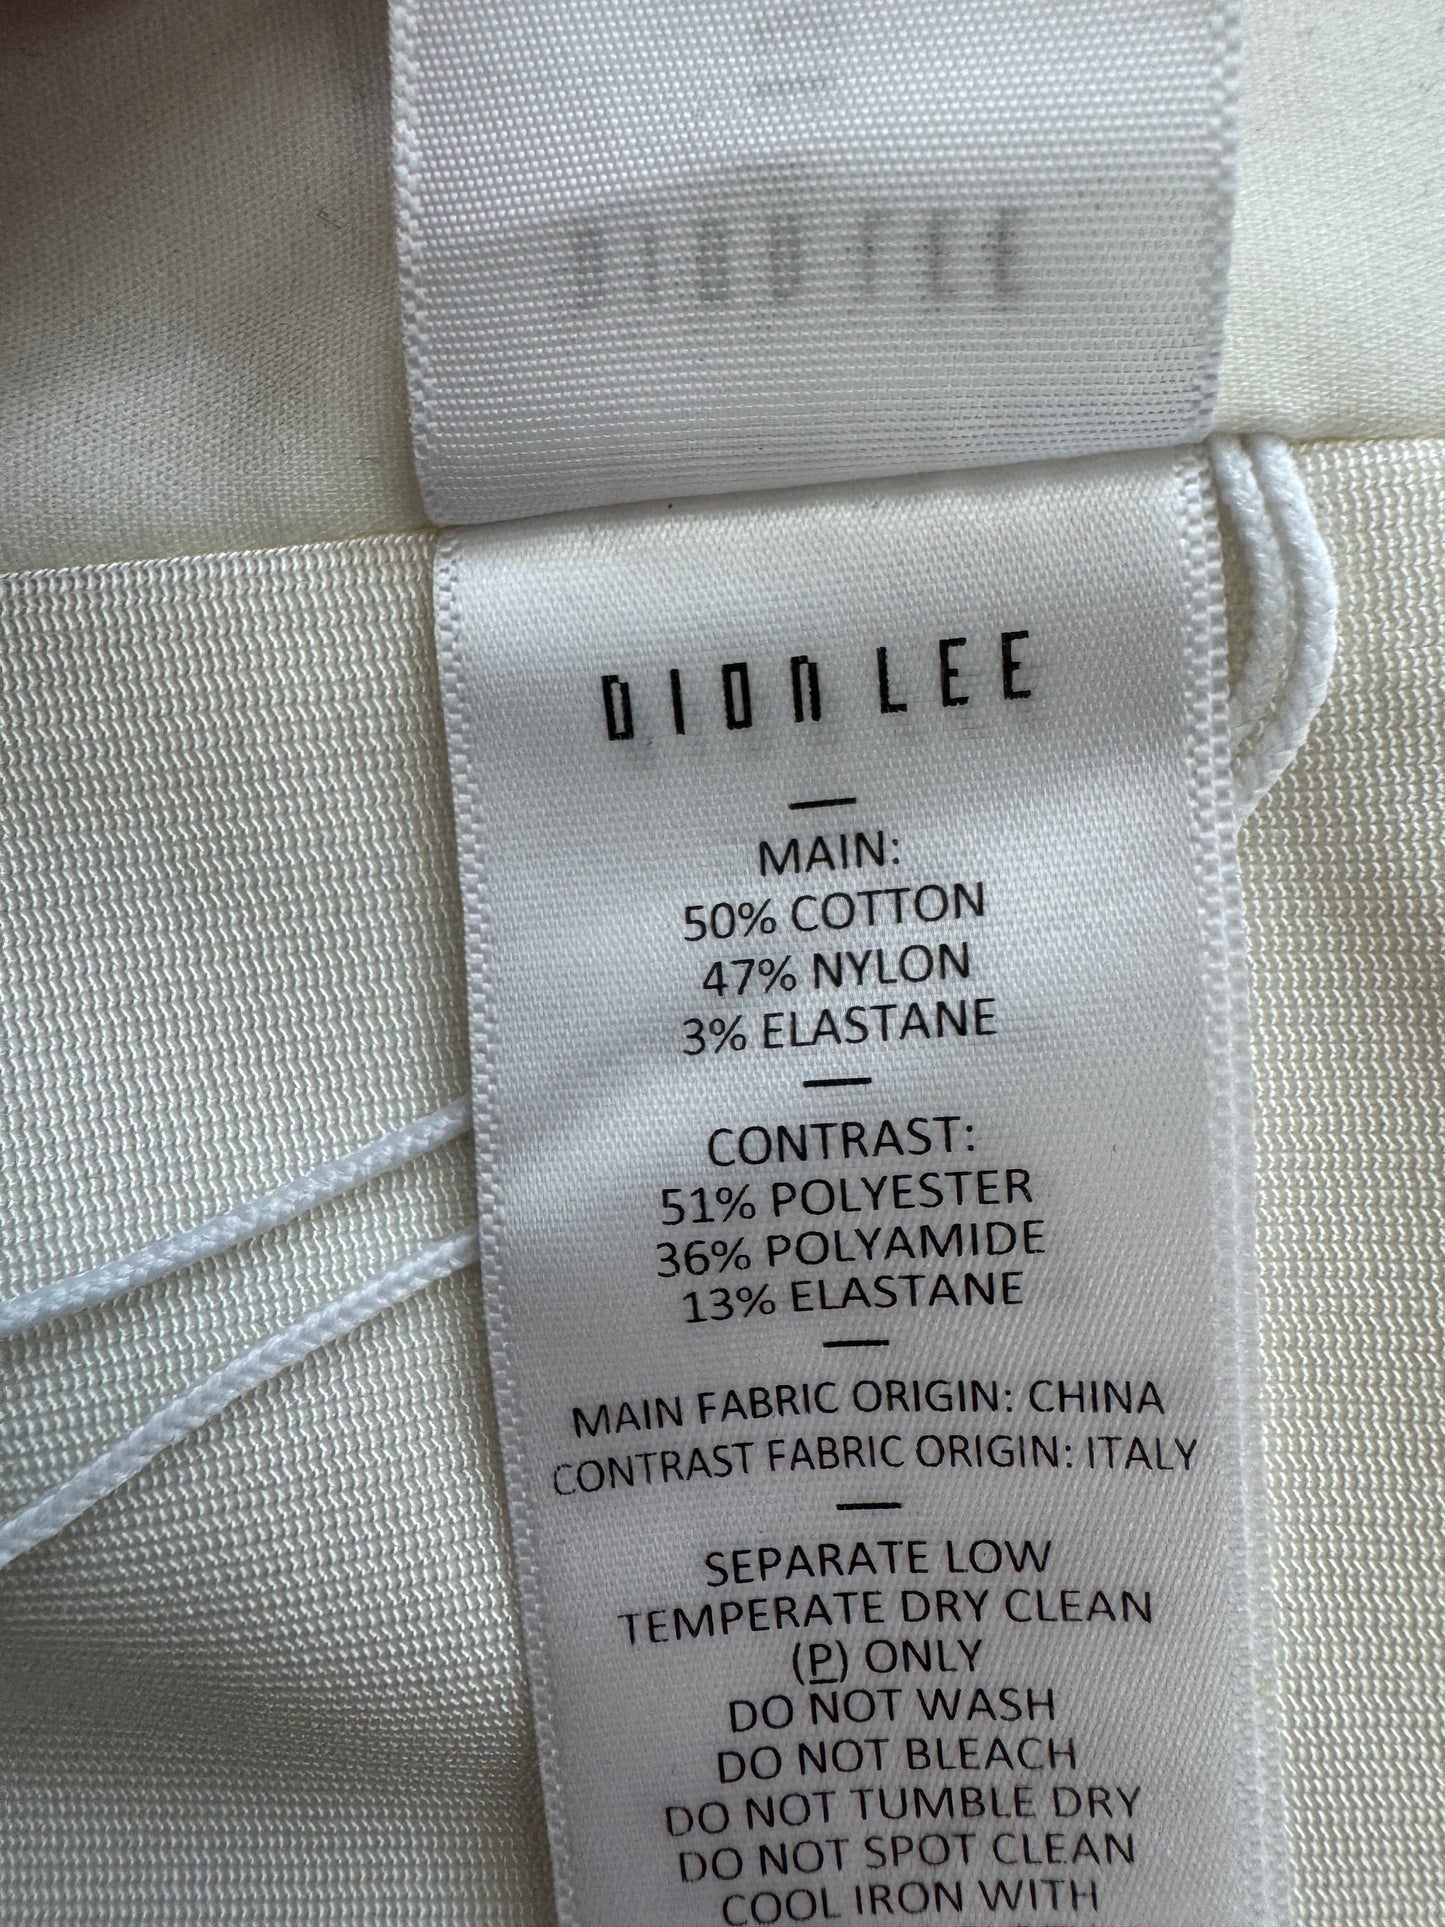 DION LEE
DION LEE
MAIN:
50% COTTON
47% NYLON
3% ELASTANE
CONTRAST:
51% POLYESTER
36% POLYAMIDE
13% ELASTANE
MAIN FABRIC ORIGIN: CHINA
CONTRAST FABRIC ORIGIN: ITALY
SEPARATE LOW
TEMPERATE DRY CLEAN
(P) ONLY
DO NOT WASH
DO NOT BLEACH
DO NOT TUMBLE DRY
DO NOT SPOT CLEAN
COOL IRON WITH